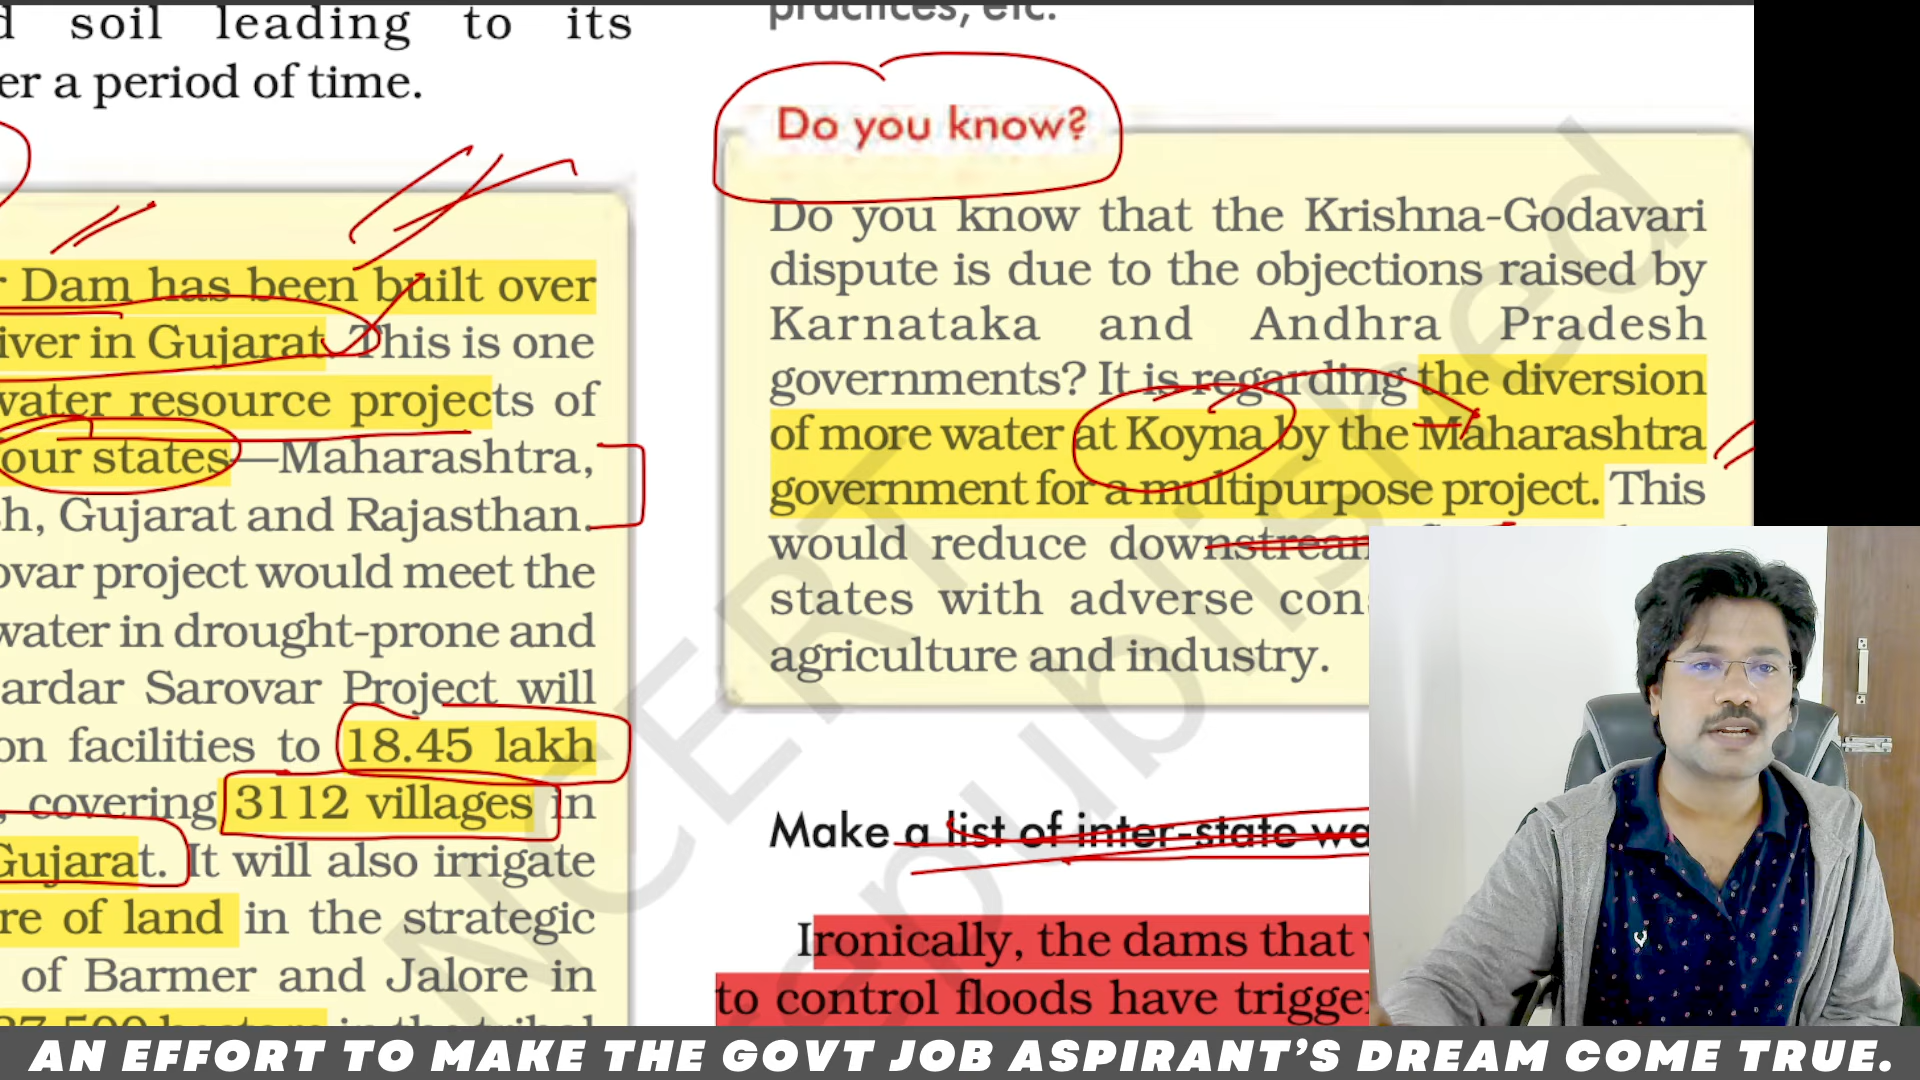 d soil leading to its
er a period of time.
r Dam has been built over
iver in Gujarat. This is one
water resource projects of
our states—Maharashtra,
h, Gujarat and Rajasthan.
ovar project would meet the
water in drought-prone and
ardar Sarovar Project will
on facilities to 18.45 lakh
, covering 3112 villages in
Gujarat. It will also irrigate
re of land in the strategic
of Barmer and Jalore in
practices, etc.
Do you know?
Do you know that the Krishna-Godavari
dispute is due to the objections raised by
Karnataka and Andhra Pradesh
governments? It is regarding the diversion
of more water at Koyna by the Maharashtra
government for a multipurpose project. This
would reduce downstream
states with adverse con
agriculture and industry.
Make a list of inter-state wa
Ironically, the dams that
to control floods have trigge
NCERT
republished
AN EFFORT TO MAKE THE GOVT JOB ASPIRANT'S DREAM COME TRUE.